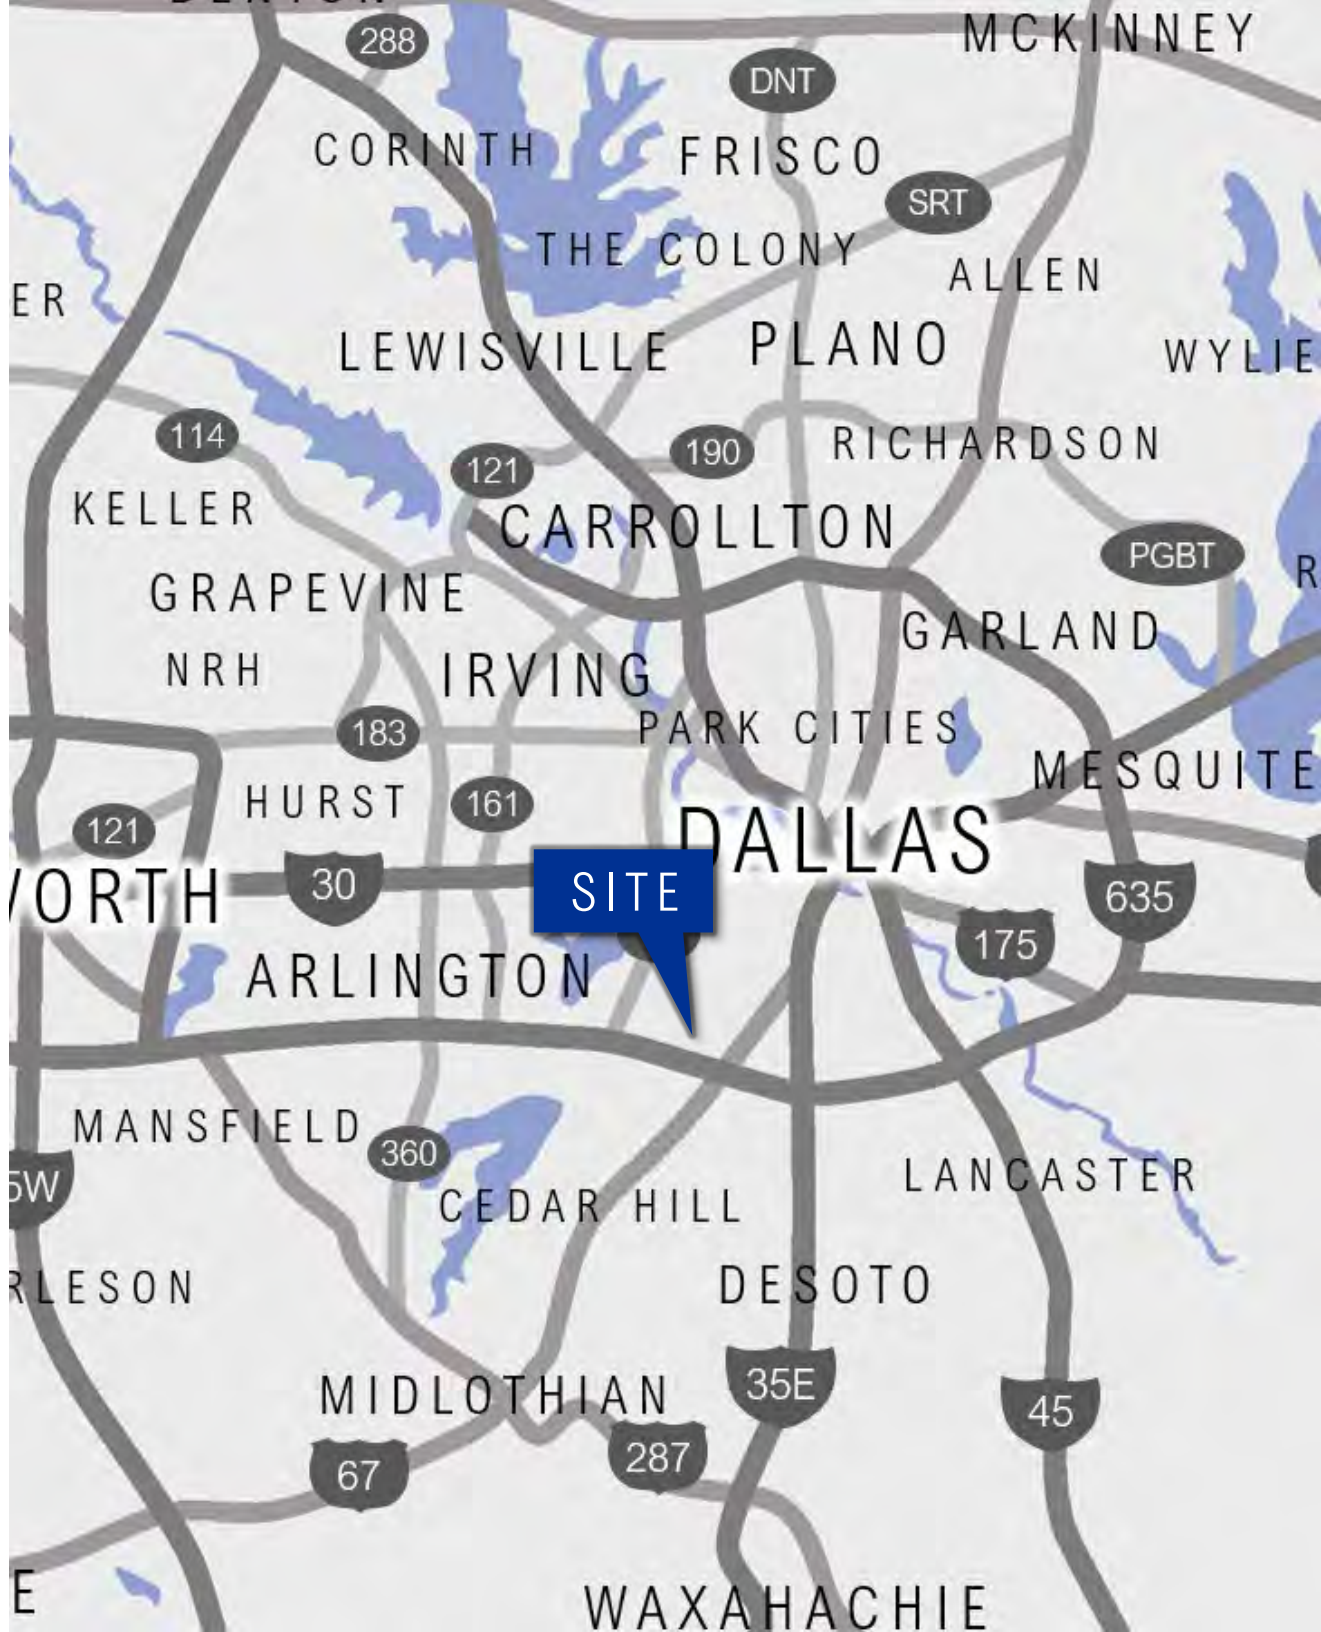 288
MCKINNEY
DNT
CORINTH
FRISCO
SRT
THE COLONY
ALLEN
ER
LEWISVILLE
PLANO
WYLIE
114
121
190
RICHARDSON
KELLER
CARROLLTON
PGBT
GRAPEVINE
R
GARLAND
NRH
IRVING
183
PARK CITIES
MESQUITE
HURST
161
121
DALLAS
30
SITE
635
ORTH
175
ARLINGTON
MANSFIELD
360
5W
LANCASTER
CEDAR HILL
RLESON
DESOTO
35E
MIDLOTHIAN
45
67
287
E
WAXAHACHIE